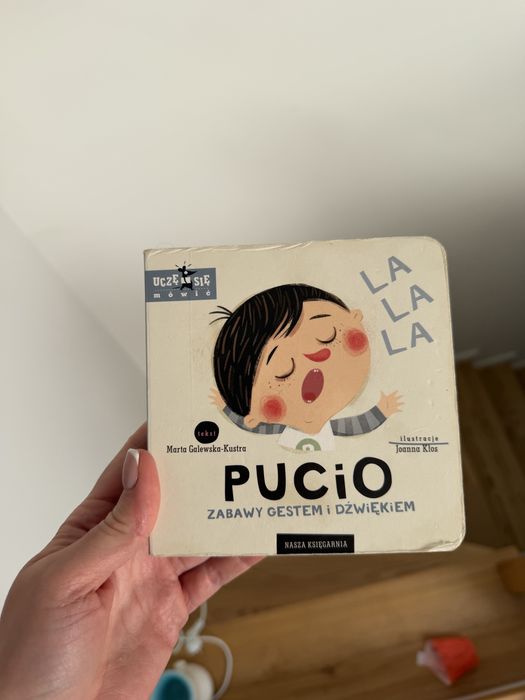 UCZĘ SIĘ
mówić
LA
LA
LA
tekst
Marta Galewska-Kustra
ilustracje
Joanna Kłos
PUCiO
ZABAWY GESTEM i DŹWIĘKiEM
NASZA KSIĘGARNIA